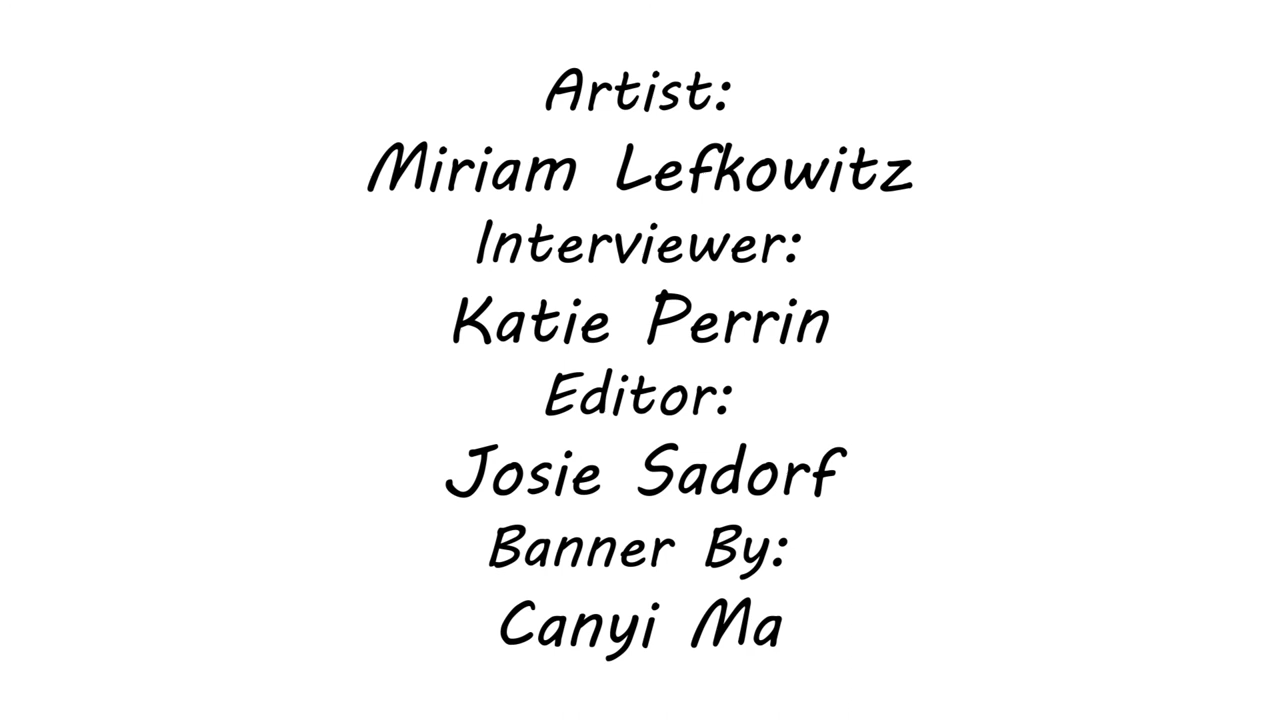 Artist:
Miriam Lefkowitz
Interviewer:
Katie Perrin
Editor:
Josie Sadorf
Banner By:
Canyi Ma